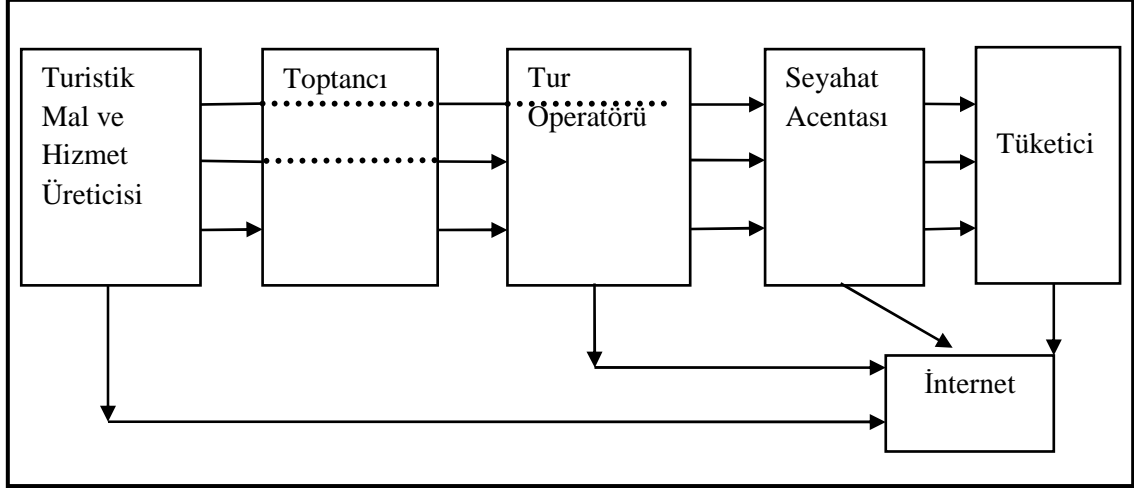 Turistik
Mal ve
Hizmet
Üreticisi
Toptancı
Tur
Operatörü
Seyahat
Acentası
Tüketici
İnternet